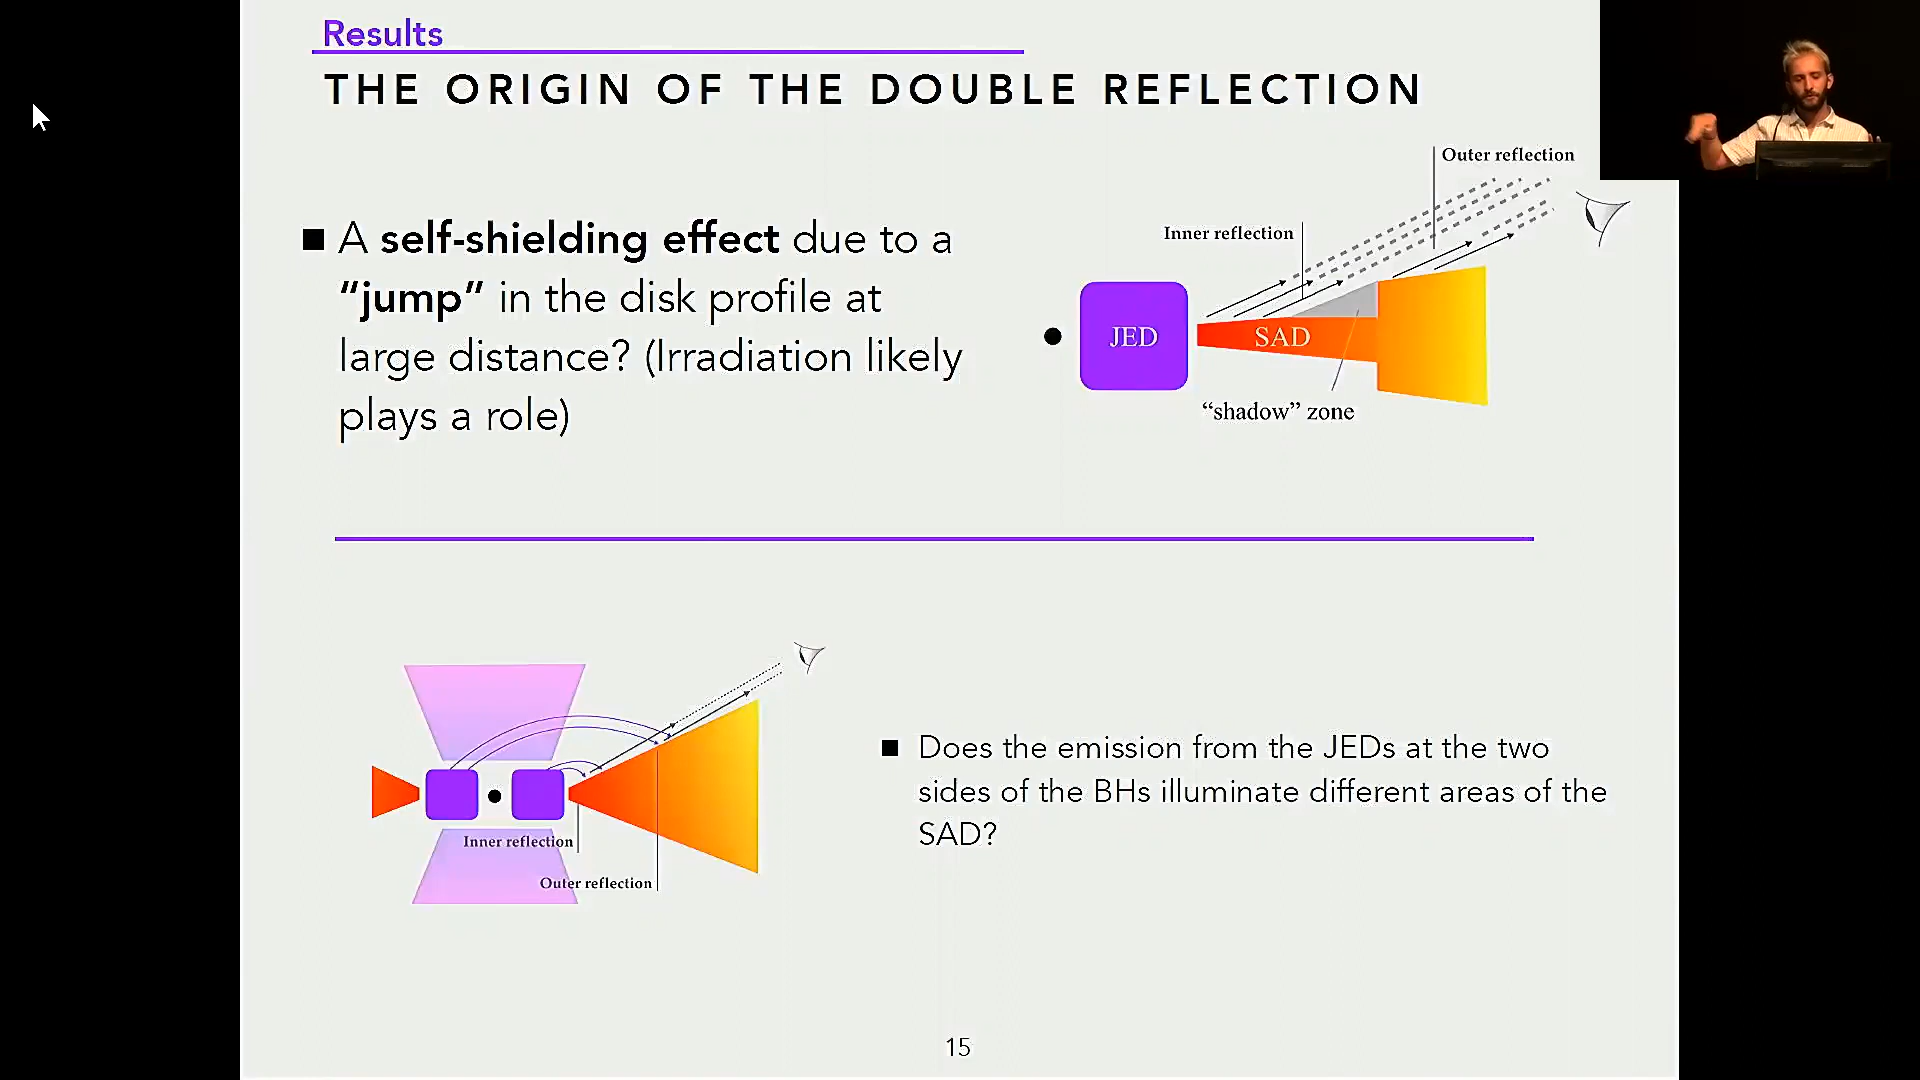 Results
THE ORIGIN OF THE DOUBLE REFLECTION
A self-shielding effect due to a
“jump” in the disk profile at
large distance? (Irradiation likely
plays a role)
Outer reflection
Inner reflection
JED
SAD
“shadow” zone
Inner reflection
Outer reflection
Does the emission from the JEDs at the two
sides of the BHs illuminate different areas of the
SAD?
15